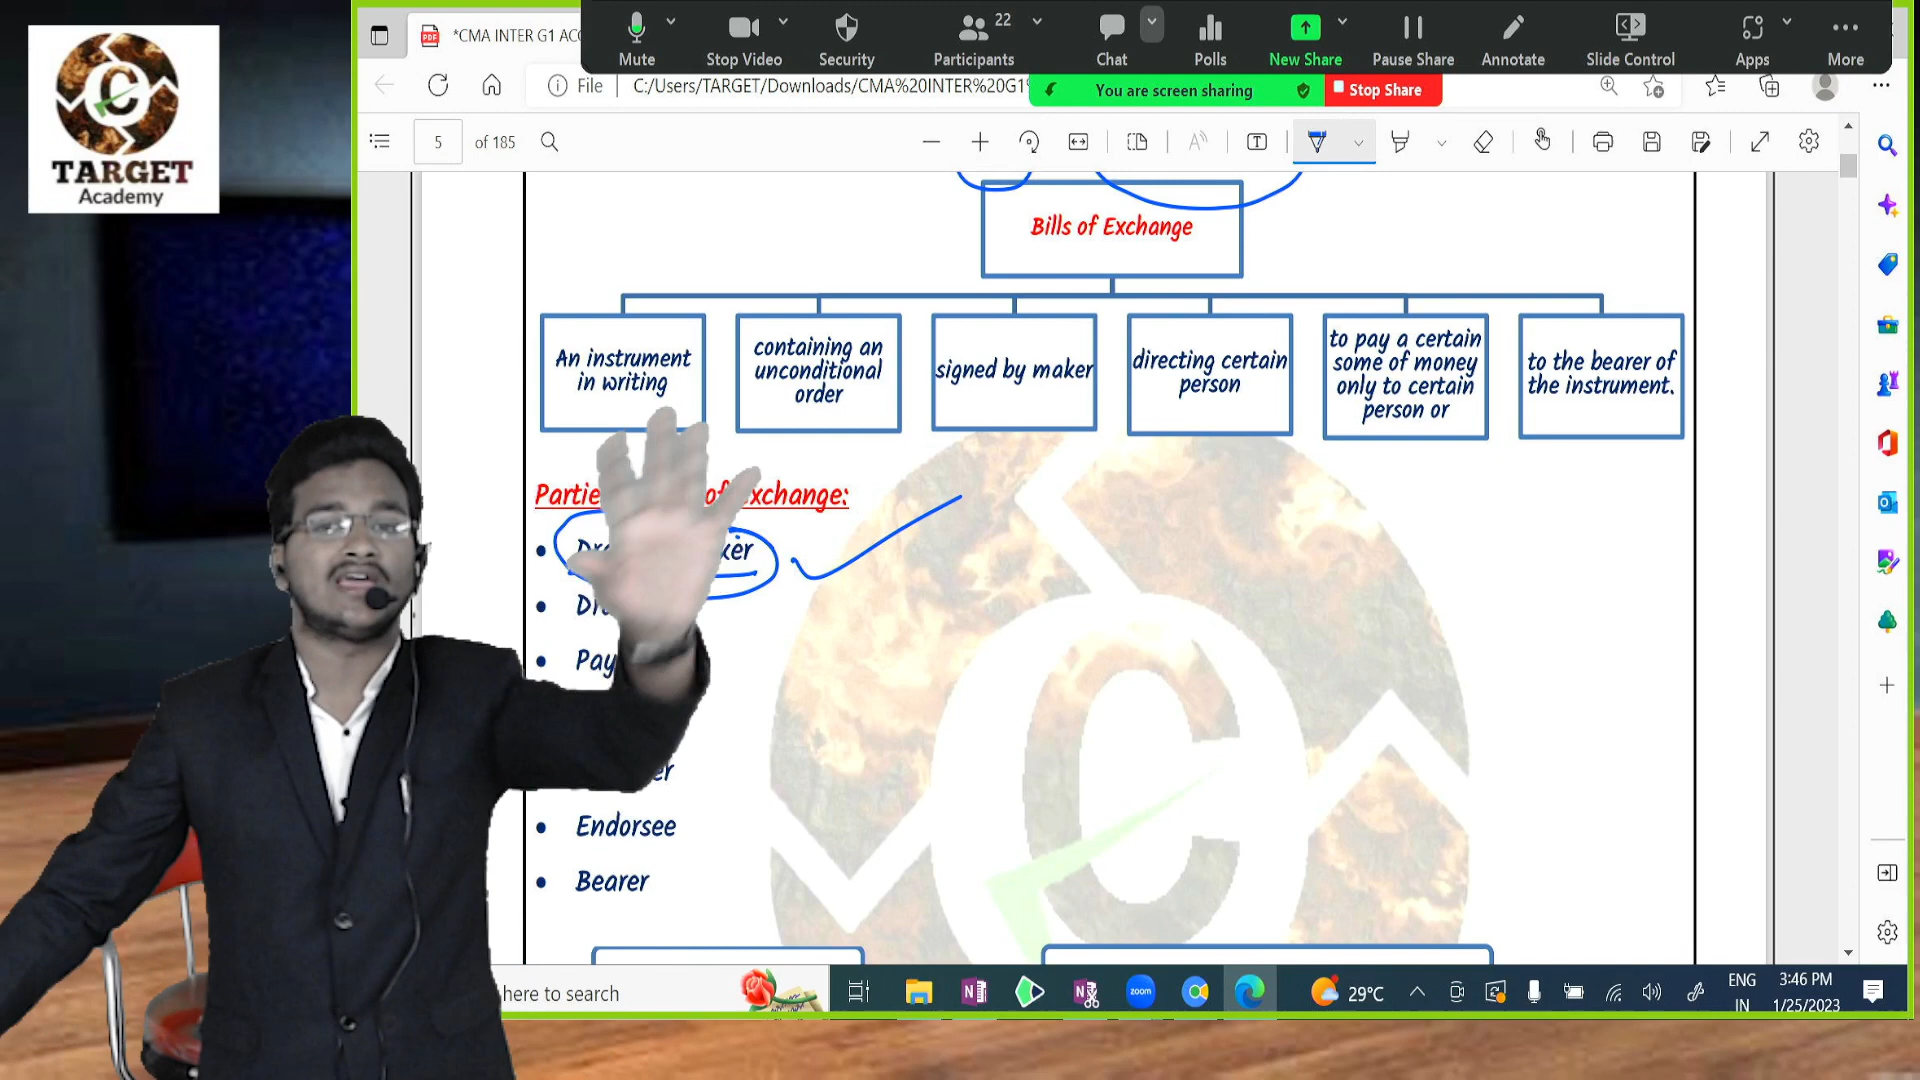 TARGET
Academy
*CMA INTER G1 ACC
Mute
Stop Video
Security
22
Participants
Chat
Polls
New Share
Pause Share
Annotate
Slide Control
Apps
More
File
C:/Users/TARGET/Downloads/CMA%20INTER%20G1%
You are screen sharing
Stop Share
5 of 185
Bills of Exchange
An instrument
in writing
containing an
unconditional
order
signed by maker
directing certain
person
to pay a certain
some of money
only to certain
person or
to the bearer of
the instrument.
of
• Endorsee
• Bearer
here to search
zoom
29°C
ENG
IN
3:46 PM
1/25/2023